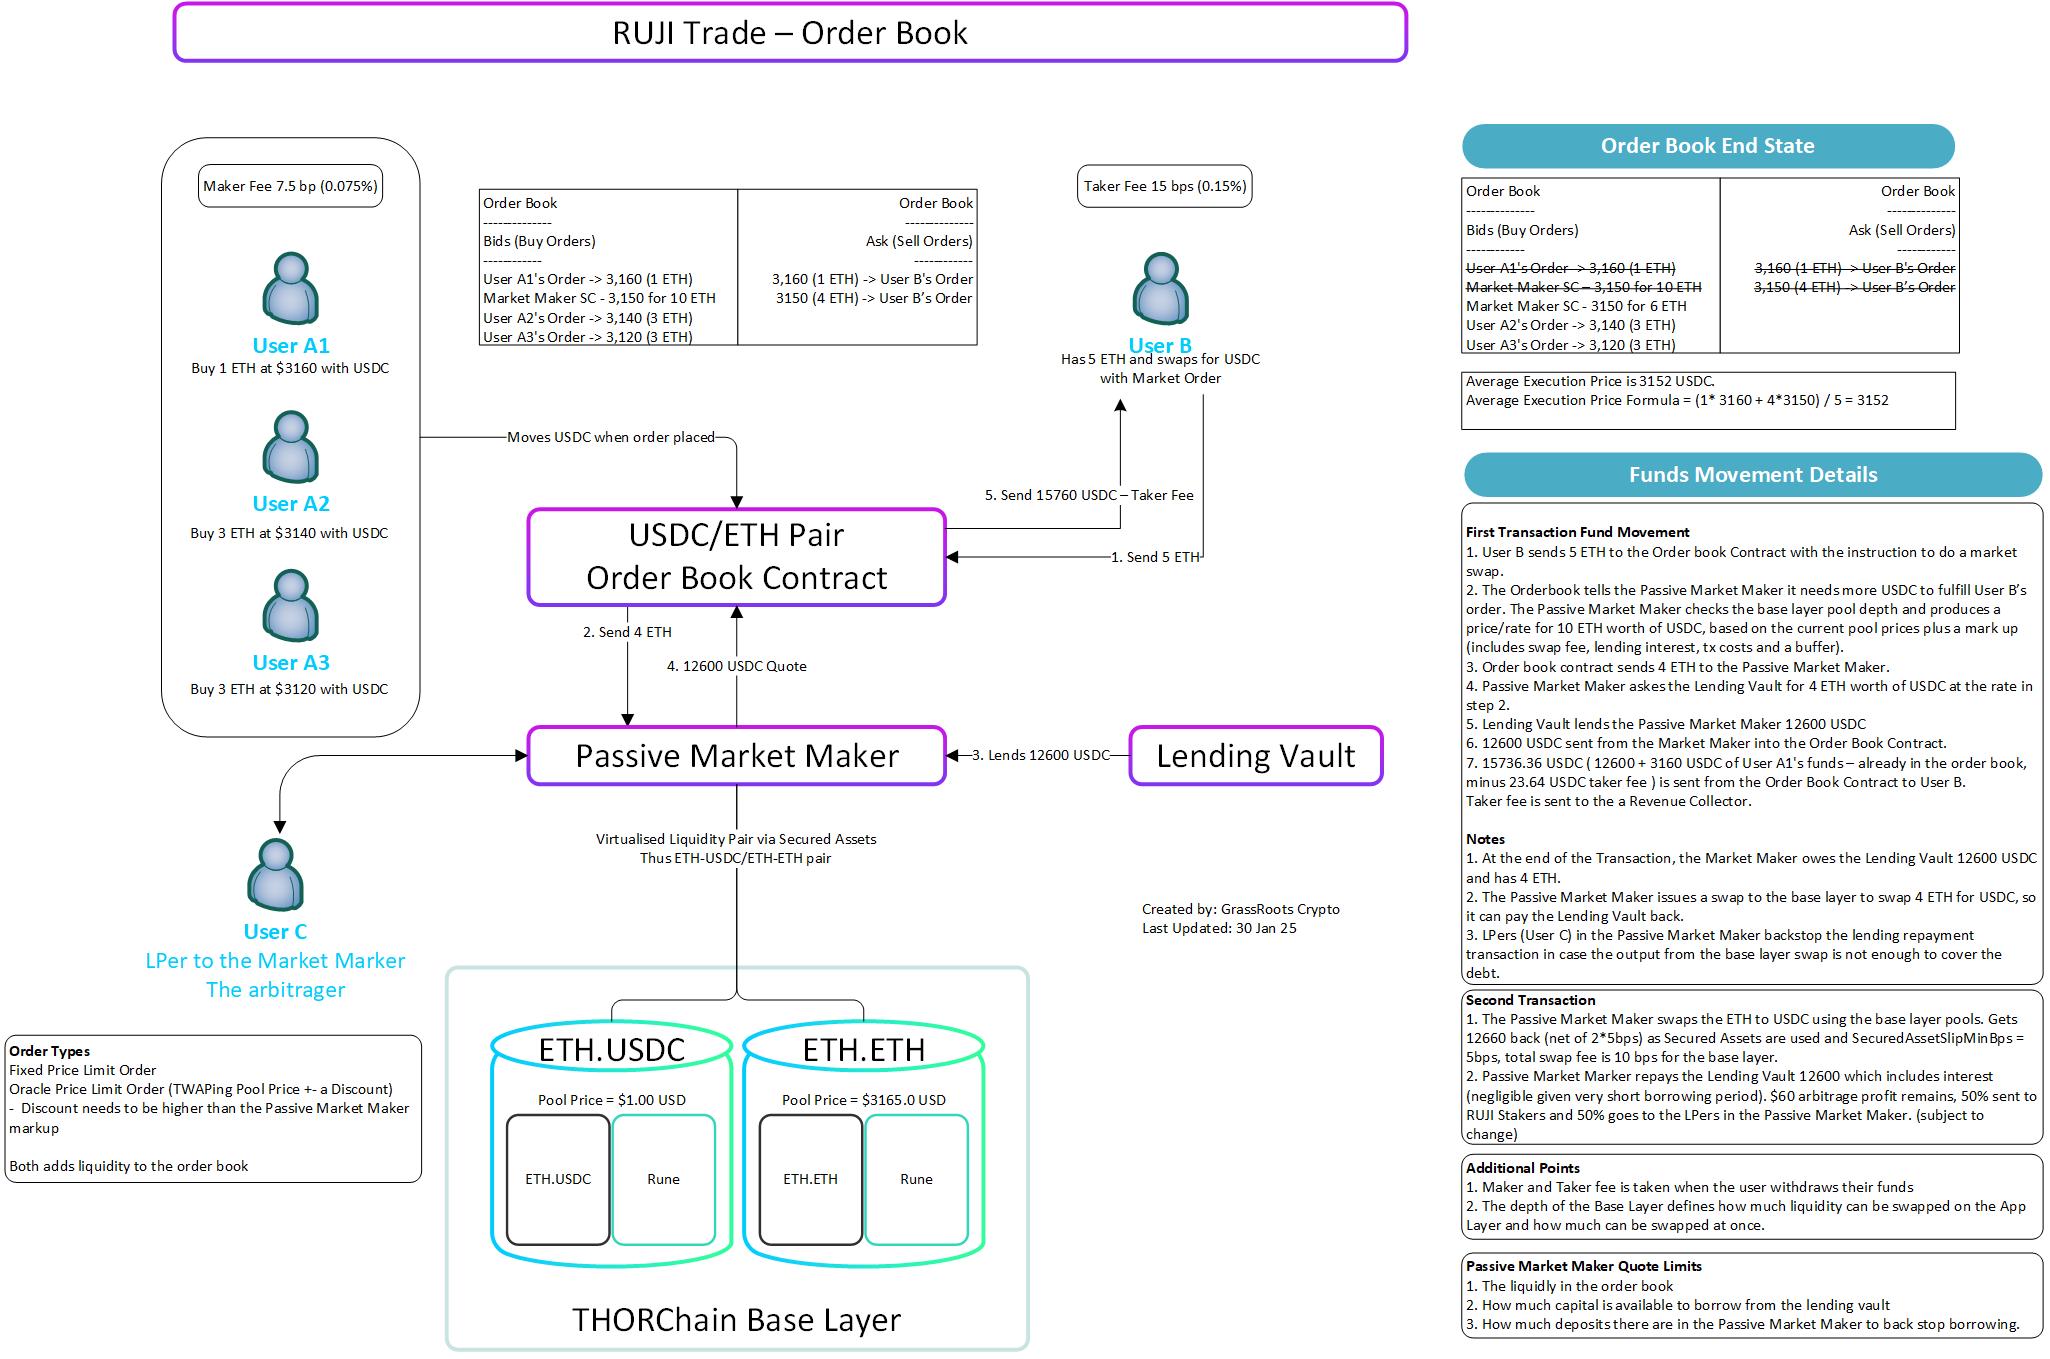 RUJI Trade – Order Book
Maker Fee 7.5 bp (0.075%)
User A1
Buy 1 ETH at $3160 with USDC
User A2
Buy 3 ETH at $3140 with USDC
User A3
Buy 3 ETH at $3120 with USDC
Order Book
--------------
Bids (Buy Orders)
------------
User A1's Order -> 3,160 (1 ETH)
Market Maker SC - 3,150 for 10 ETH
User A2's Order -> 3,140 (3 ETH)
User A3's Order -> 3,120 (3 ETH)
Order Book
--------------
Ask (Sell Orders)
------------
3,160 (1 ETH) -> User B's Order
3150 (4 ETH) -> User B’s Order
Taker Fee 15 bps (0.15%)
User B
Has 5 ETH and swaps for USDC
with Market Order
Moves USDC when order placed
5. Send 15760 USDC – Taker Fee
1. Send 5 ETH
USDC/ETH Pair
Order Book Contract
2. Send 4 ETH
4. 12600 USDC Quote
Passive Market Maker
3. Lends 12600 USDC
Lending Vault
Virtualised Liquidity Pair via Secured Assets
Thus ETH-USDC/ETH-ETH pair
User C
LPer to the Market Marker
The arbitrager
Created by: GrassRoots Crypto
Last Updated: 30 Jan 25
Order Types
Fixed Price Limit Order
Oracle Price Limit Order (TWAPing Pool Price +- a Discount)
- Discount needs to be higher than the Passive Market Maker
markup
Both adds liquidity to the order book
ETH.USDC
Pool Price = $1.00 USD
ETH.USDC
Rune
ETH.ETH
Pool Price = $3165.0 USD
ETH.ETH
Rune
THORChain Base Layer
Order Book End State
Order Book
--------------
Bids (Buy Orders)
------------
User A1's Order -> 3,160 (1 ETH)
Market Maker SC – 3,150 for 10 ETH
Market Maker SC - 3150 for 6 ETH
User A2's Order -> 3,140 (3 ETH)
User A3's Order -> 3,120 (3 ETH)
Order Book
--------------
Ask (Sell Orders)
------------
3,160 (1 ETH) -> User B's Order
3,150 (4 ETH) -> User B’s Order
Average Execution Price is 3152 USDC.
Average Execution Price Formula = (1* 3160 + 4*3150) / 5 = 3152
Funds Movement Details
First Transaction Fund Movement
1. User B sends 5 ETH to the Order book Contract with the instruction to do a market
swap.
2. The Orderbook tells the Passive Market Maker it needs more USDC to fulfill User B’s
order. The Passive Market Maker checks the base layer pool depth and produces a
price/rate for 10 ETH worth of USDC, based on the current pool prices plus a mark up
(includes swap fee, lending interest, tx costs and a buffer).
3. Order book contract sends 4 ETH to the Passive Market Maker.
4. Passive Market Maker askes the Lending Vault for 4 ETH worth of USDC at the rate in
step 2.
5. Lending Vault lends the Passive Market Maker 12600 USDC
6. 12600 USDC sent from the Market Maker into the Order Book Contract.
7. 15736.36 USDC ( 12600 + 3160 USDC of User A1's funds – already in the order book,
minus 23.64 USDC taker fee ) is sent from the Order Book Contract to User B.
Taker fee is sent to the a Revenue Collector.
Notes
1. At the end of the Transaction, the Market Maker owes the Lending Vault 12600 USDC
and has 4 ETH.
2. The Passive Market Maker issues a swap to the base layer to swap 4 ETH for USDC, so
it can pay the Lending Vault back.
3. LPers (User C) in the Passive Market Maker backstop the lending repayment
transaction in case the output from the base layer swap is not enough to cover the
debt.
Second Transaction
1. The Passive Market Maker swaps the ETH to USDC using the base layer pools. Gets
12660 back (net of 2*5bps) as Secured Assets are used and SecuredAssetSlipMinBps =
5bps, total swap fee is 10 bps for the base layer.
2. Passive Market Marker repays the Lending Vault 12600 which includes interest
(negligible given very short borrowing period). $60 arbitrage profit remains, 50% sent to
RUJI Stakers and 50% goes to the LPers in the Passive Market Maker. (subject to
change)
Additional Points
1. Maker and Taker fee is taken when the user withdraws their funds
2. The depth of the Base Layer defines how much liquidity can be swapped on the App
Layer and how much can be swapped at once.
Passive Market Maker Quote Limits
1. The liquidly in the order book
2. How much capital is available to borrow from the lending vault
3. How much deposits there are in the Passive Market Maker to back stop borrowing.